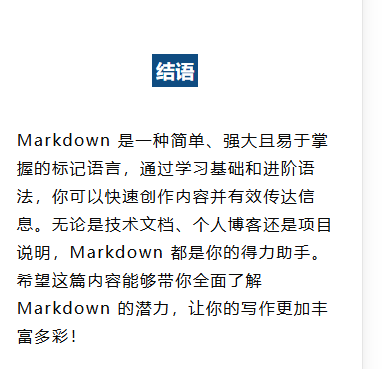 结语
Markdown 是一种简单、强大且易于掌
握的标记语言，通过学习基础和进阶语
法，你可以快速创作内容并有效传达信
息。无论是技术文档、个人博客还是项目
说明，Markdown 都是你的得力助手。
希望这篇内容能够带你全面了解
Markdown 的潜力，让你的写作更加丰
富多彩！